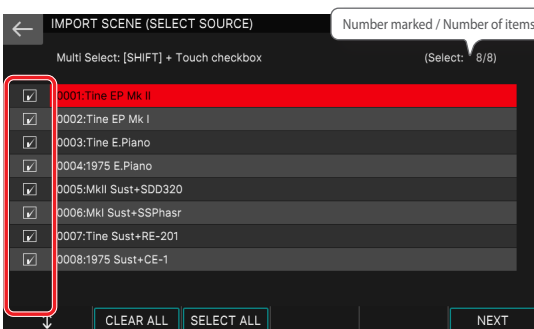 IMPORT SCENE (SELECT SOURCE)
Number marked / Number of items
Multi Select: [SHIFT] + Touch checkbox
(Select: 8/8)
0001:Tine EP Mk II
0002:Tine EP Mk I
0003:Tine E.Piano
0004:1975 E.Piano
0005:MkII Sust+SDD320
0006:MkI Sust+SSPhasr
0007:Tine Sust+RE-201
0008:1975 Sust+CE-1
CLEAR ALL
SELECT ALL
NEXT